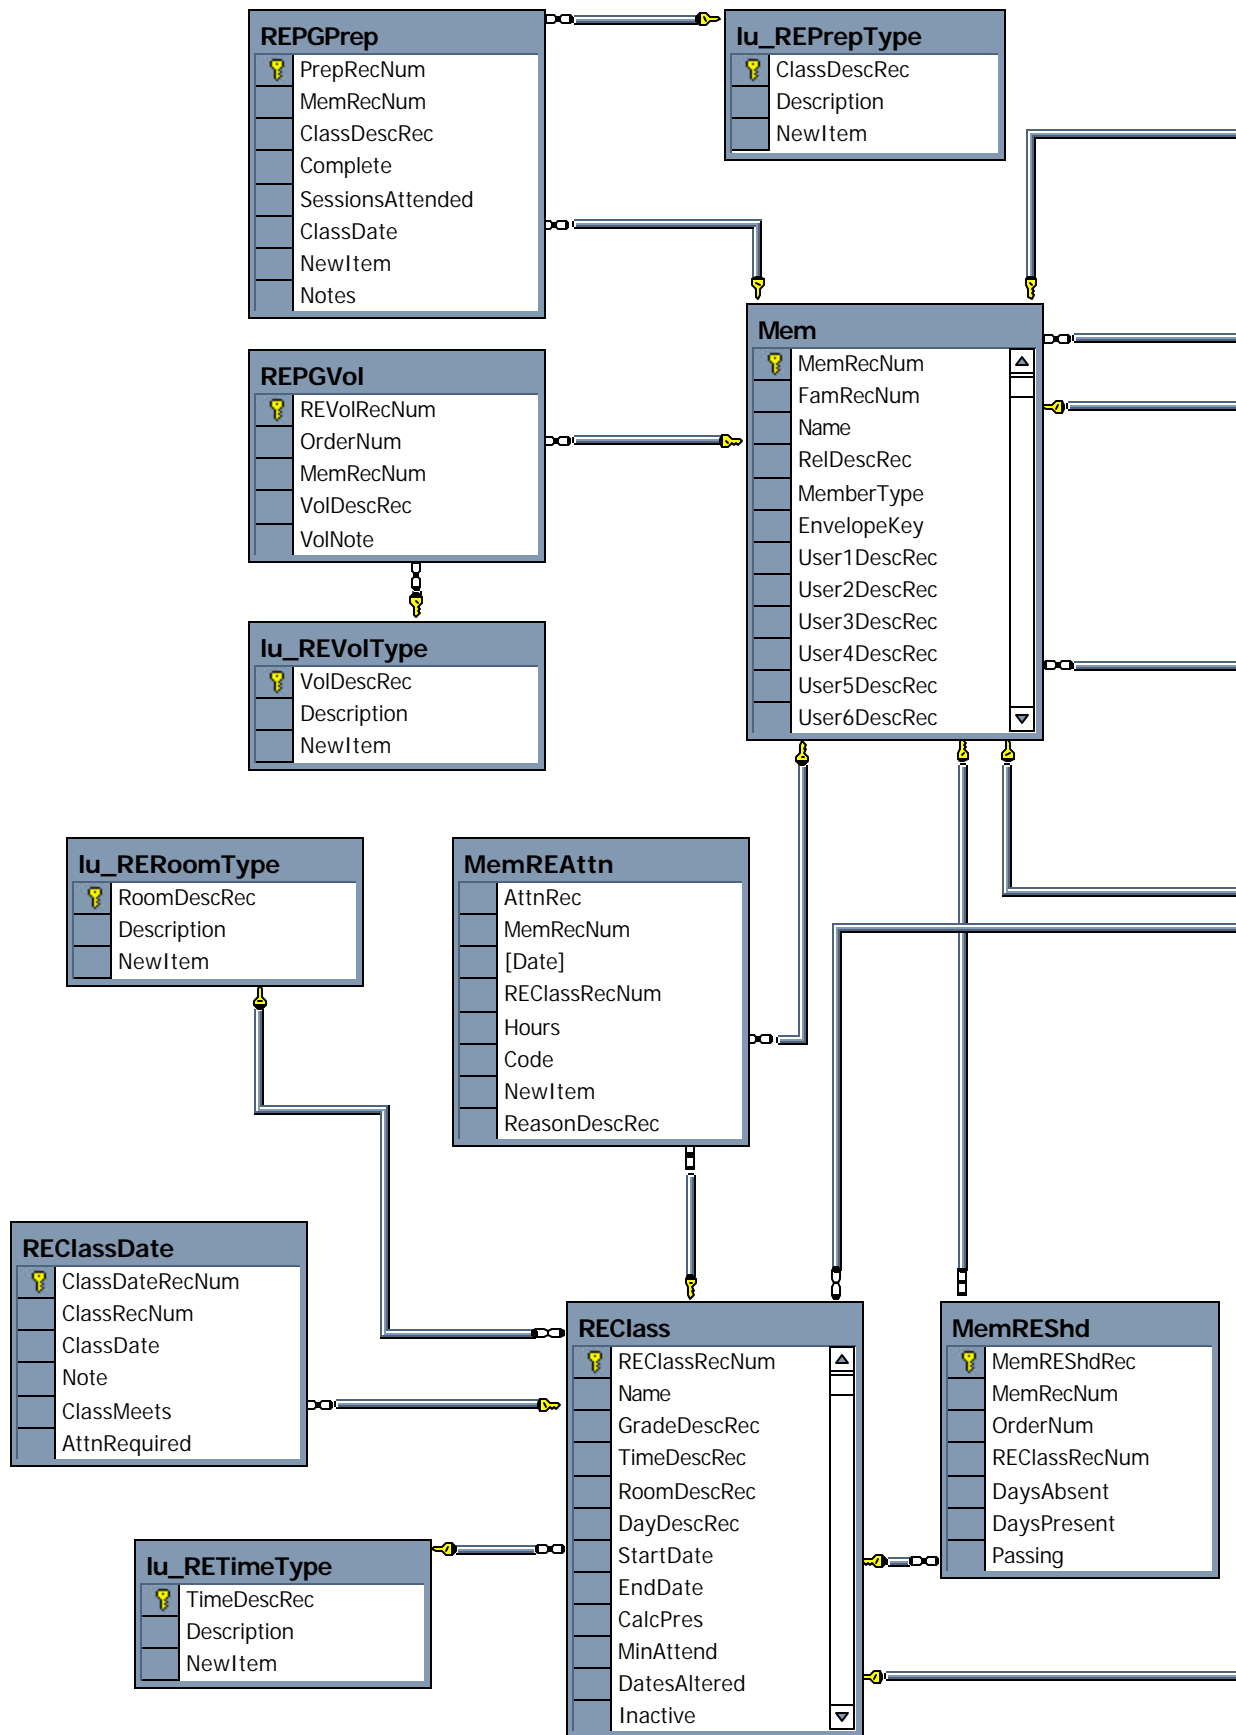 REPGPrep
PrepRecNum
MemRecNum
ClassDescRec
Complete
SessionsAttended
ClassDate
NewItem
Notes
lu_REPrepType
ClassDescRec
Description
NewItem
REPGVol
REVolRecNum
OrderNum
MemRecNum
VolDescRec
VolNote
Mem
MemRecNum
FamRecNum
Name
RelDescRec
MemberType
EnvelopeKey
User1DescRec
User2DescRec
User3DescRec
User4DescRec
User5DescRec
User6DescRec
lu_REVolType
VolDescRec
Description
NewItem
lu_RERoomType
RoomDescRec
Description
NewItem
MemREAttn
AttnRec
MemRecNum
[Date]
REClassRecNum
Hours
Code
NewItem
ReasonDescRec
REClassDate
ClassDateRecNum
ClassRecNum
ClassDate
Note
ClassMeets
AttnRequired
REClass
REClassRecNum
Name
GradeDescRec
TimeDescRec
RoomDescRec
DayDescRec
StartDate
EndDate
CalcPres
MinAttend
DatesAltered
Inactive
MemREShd
MemREShdRec
MemRecNum
OrderNum
REClassRecNum
DaysAbsent
DaysPresent
Passing
lu_RETimeType
TimeDescRec
Description
NewItem